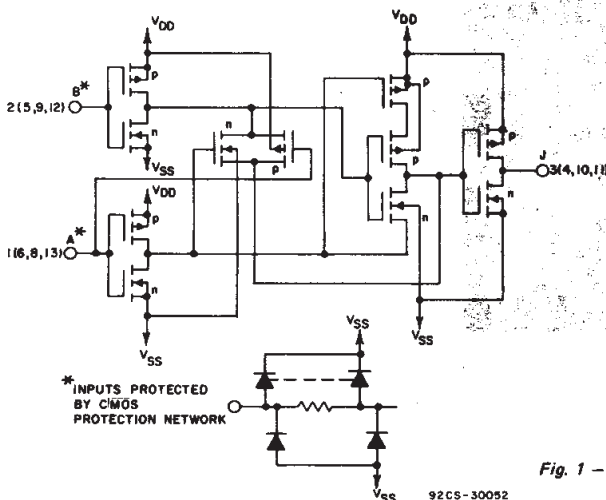 VDD
VDD
B*
p
2(5,9,12)
n
n
p
p
p
p
J
3(4,10,11)
n
n
VSS
VDD
A*
p
1(6,8,13)
n
VSS
VSS
VSS
*INPUTS PROTECTED
BY CMOS
PROTECTION NETWORK
VSS
Fig. 1 –
92CS-30052